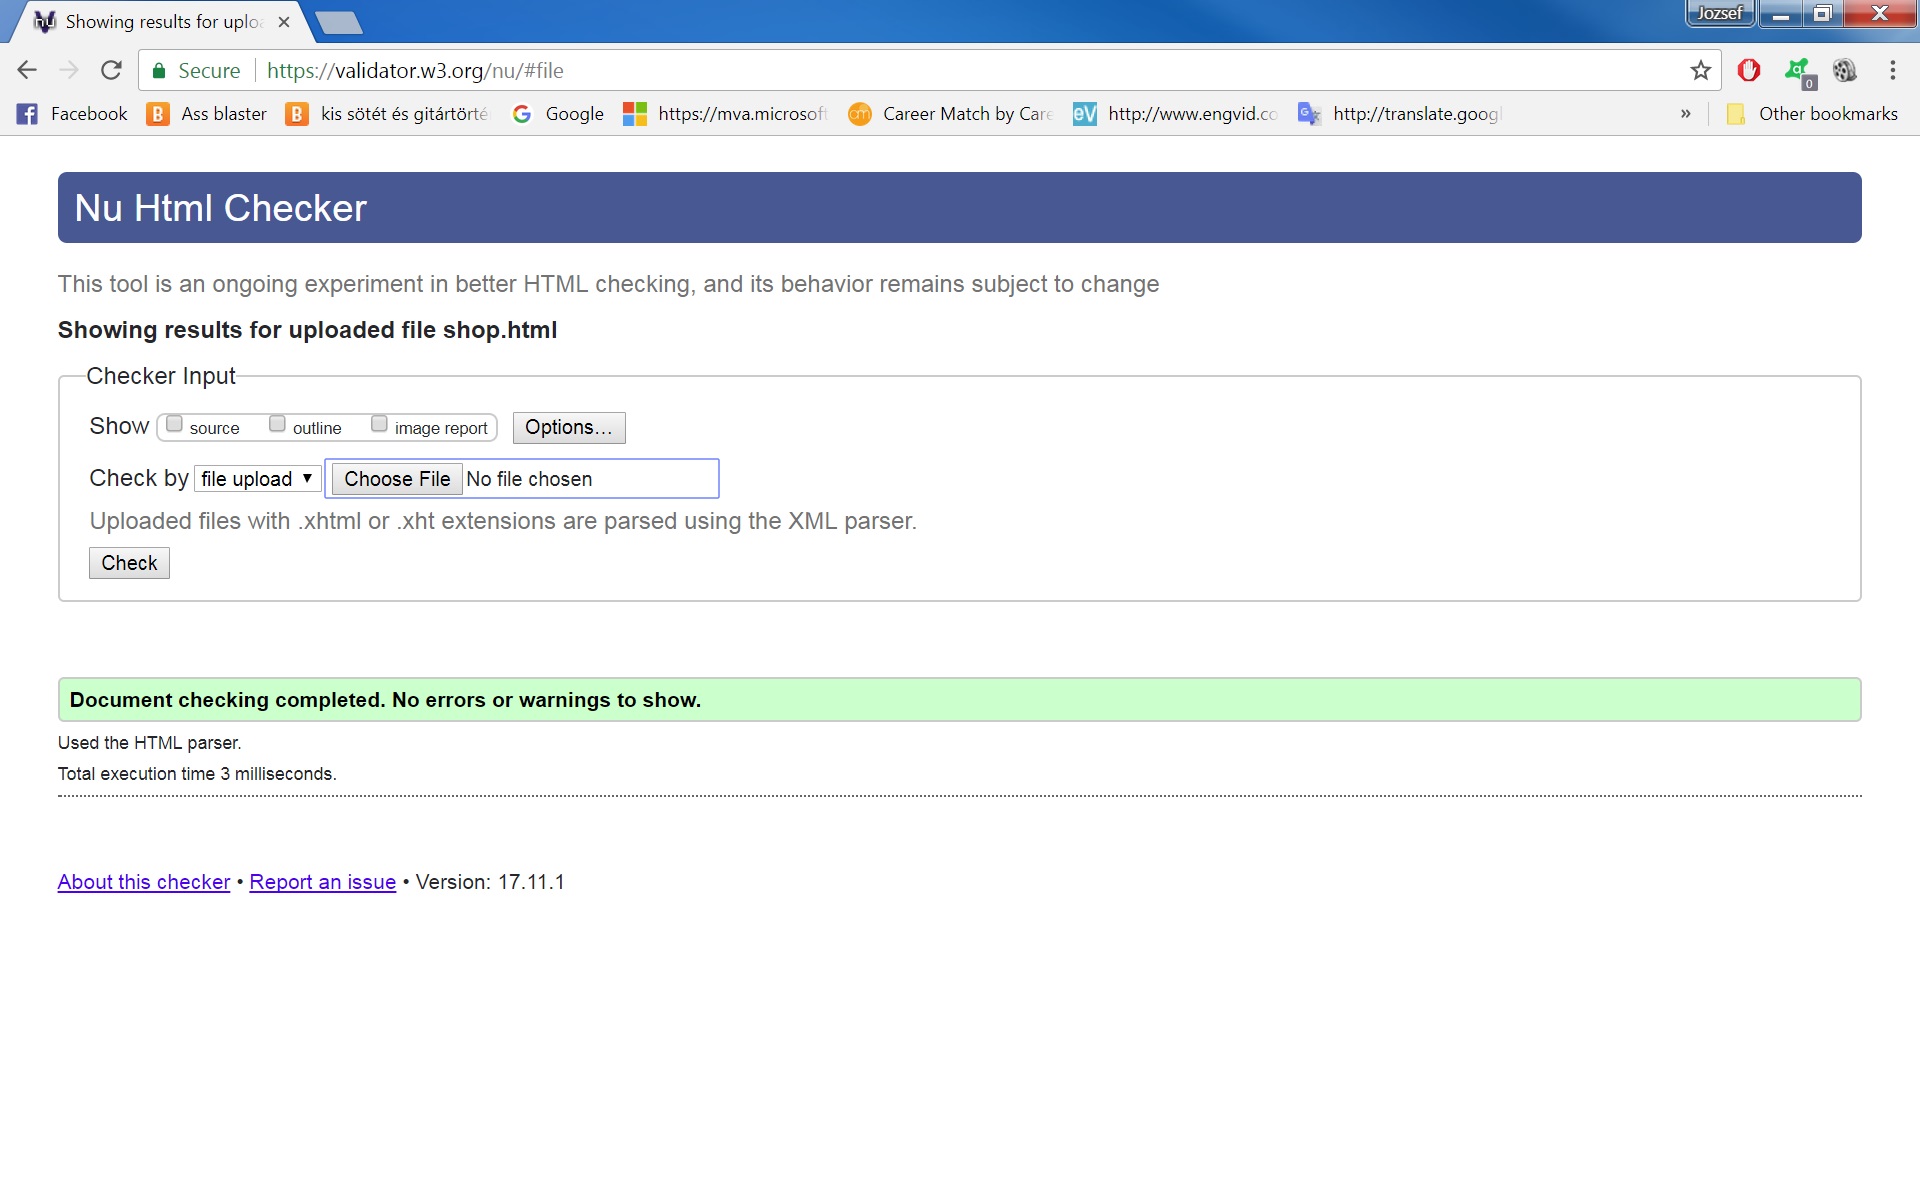 Showing results for uplo
Jozsef
Secure https://validator.w3.org/nu/#file
0
Facebook Ass blaster kis sötét és gitártörté Google https://mva.microsoft Career Match by Care eV http://www.engvid.co http://translate.googl » Other bookmarks
Nu Html Checker
This tool is an ongoing experiment in better HTML checking, and its behavior remains subject to change
Showing results for uploaded file shop.html
Checker Input
Show source outline image report Options...
Check by file upload Choose File No file chosen
Uploaded files with .xhtml or .xht extensions are parsed using the XML parser.
Check
Document checking completed. No errors or warnings to show.
Used the HTML parser.
Total execution time 3 milliseconds.
About this checker • Report an issue • Version: 17.11.1